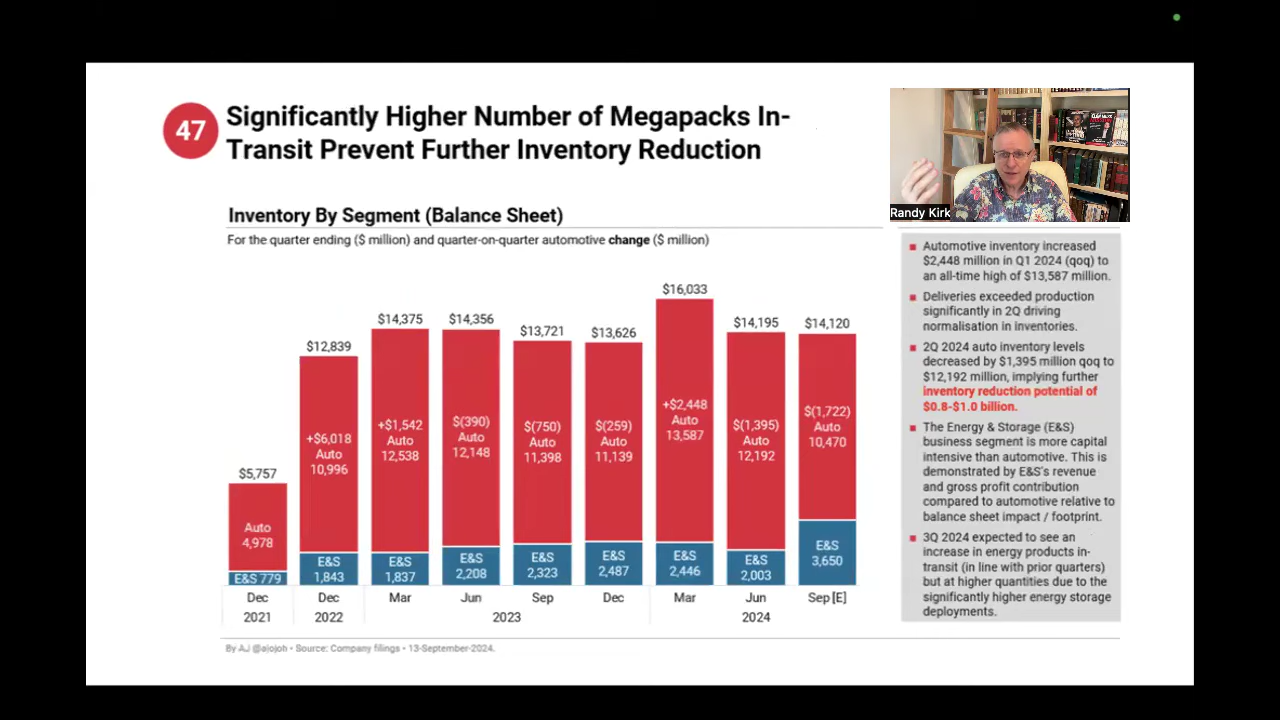 47
Significantly Higher Number of Megapacks In-
Transit Prevent Further Inventory Reduction
Randy Kirk
Inventory By Segment (Balance Sheet)
For the quarter ending ($ million) and quarter-on-quarter automotive change ($ million)
$5,757
Auto
4,978
E&S 779
Dec
2021
$12,839
+$6,018
Auto
10,996
E&S
1,843
Dec
2022
$14,375
+$1,542
Auto
12,538
E&S
1,837
Mar
$14,356
$(390)
Auto
12,148
E&S
2,208
Jun
$13,721
$(750)
Auto
11,398
E&S
2,323
Sep
$13,626
$(259)
Auto
11,139
E&S
2,487
Dec
2023
$16,033
+$2,448
Auto
13,587
E&S
2,446
Mar
$14,195
$(1,395)
Auto
12,192
E&S
2,003
Jun
$14,120
$(1,722)
Auto
10,470
E&S
3,650
Sep [E]
2024
Automotive inventory increased
$2,448 million in Q1 2024 (qoq) to
an all-time high of $13,587 million.
Deliveries exceeded production
significantly in 2Q driving
normalisation in inventories.
2Q 2024 auto inventory levels
decreased by $1,395 million qoq to
$12,192 million, implying further
inventory reduction potential of
$0.8-$1.0 billion.
The Energy & Storage (E&S)
business segment is more capital
intensive than automotive. This is
demonstrated by E&S's revenue
and gross profit contribution
compared to automotive relative to
balance sheet impact / footprint.
3Q 2024 expected to see an
increase in energy products in-
transit (in line with prior quarters)
but at higher quantities due to the
significantly higher energy storage
deployments.
By AJ @ajojoh • Source: Company filings • 13-September-2024.